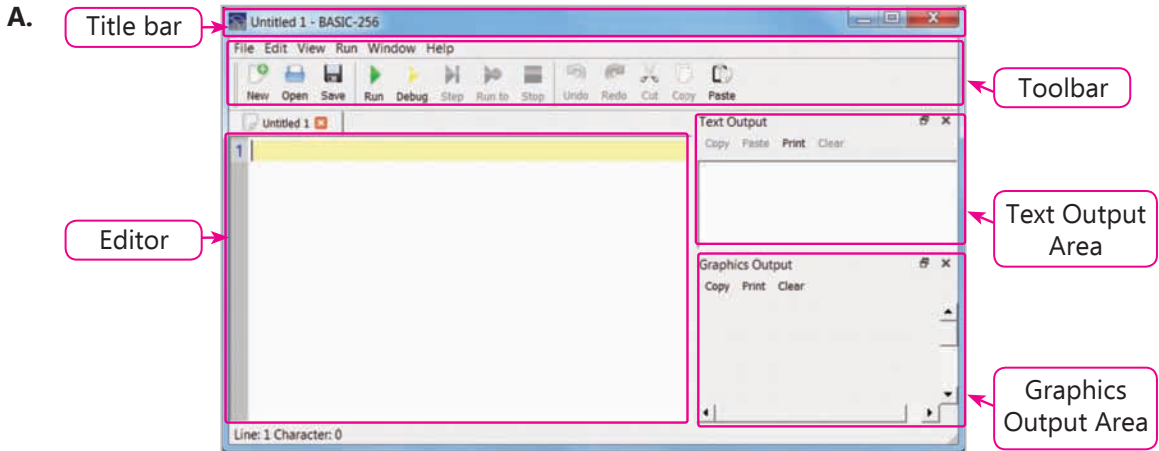 A.
Title bar
Untitled 1 - BASIC-256
File Edit View Run Window Help
New Open Save Run Debug Step Run to Stop Undo Redo Cut Copy Paste
Toolbar
Untitled 1
1
Editor
Text Output
Copy Paste Print Clear
Text Output
Area
Graphics Output
Copy Print Clear
Graphics
Output Area
Line: 1 Character: 0